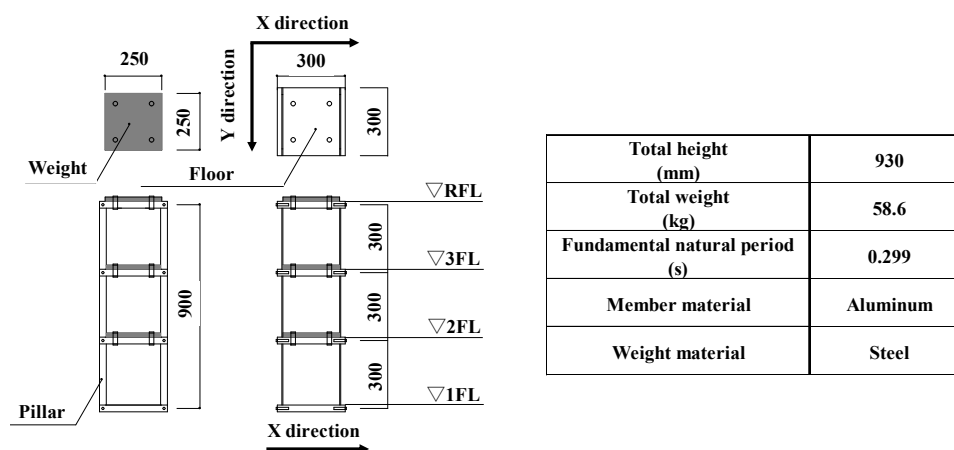 X direction
250
300
Y direction
250
300
Weight
Floor
▽RFL
300
▽3FL
900
300
▽2FL
300
▽1FL
Pillar
X direction
Total height
(mm)
930
Total weight
(kg)
58.6
Fundamental natural period
(s)
0.299
Member material
Aluminum
Weight material
Steel